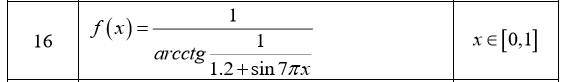 16 f(x) = 1 / (arcctg 1 / (1.2 + sin 7πx)) x ∈ [0,1]